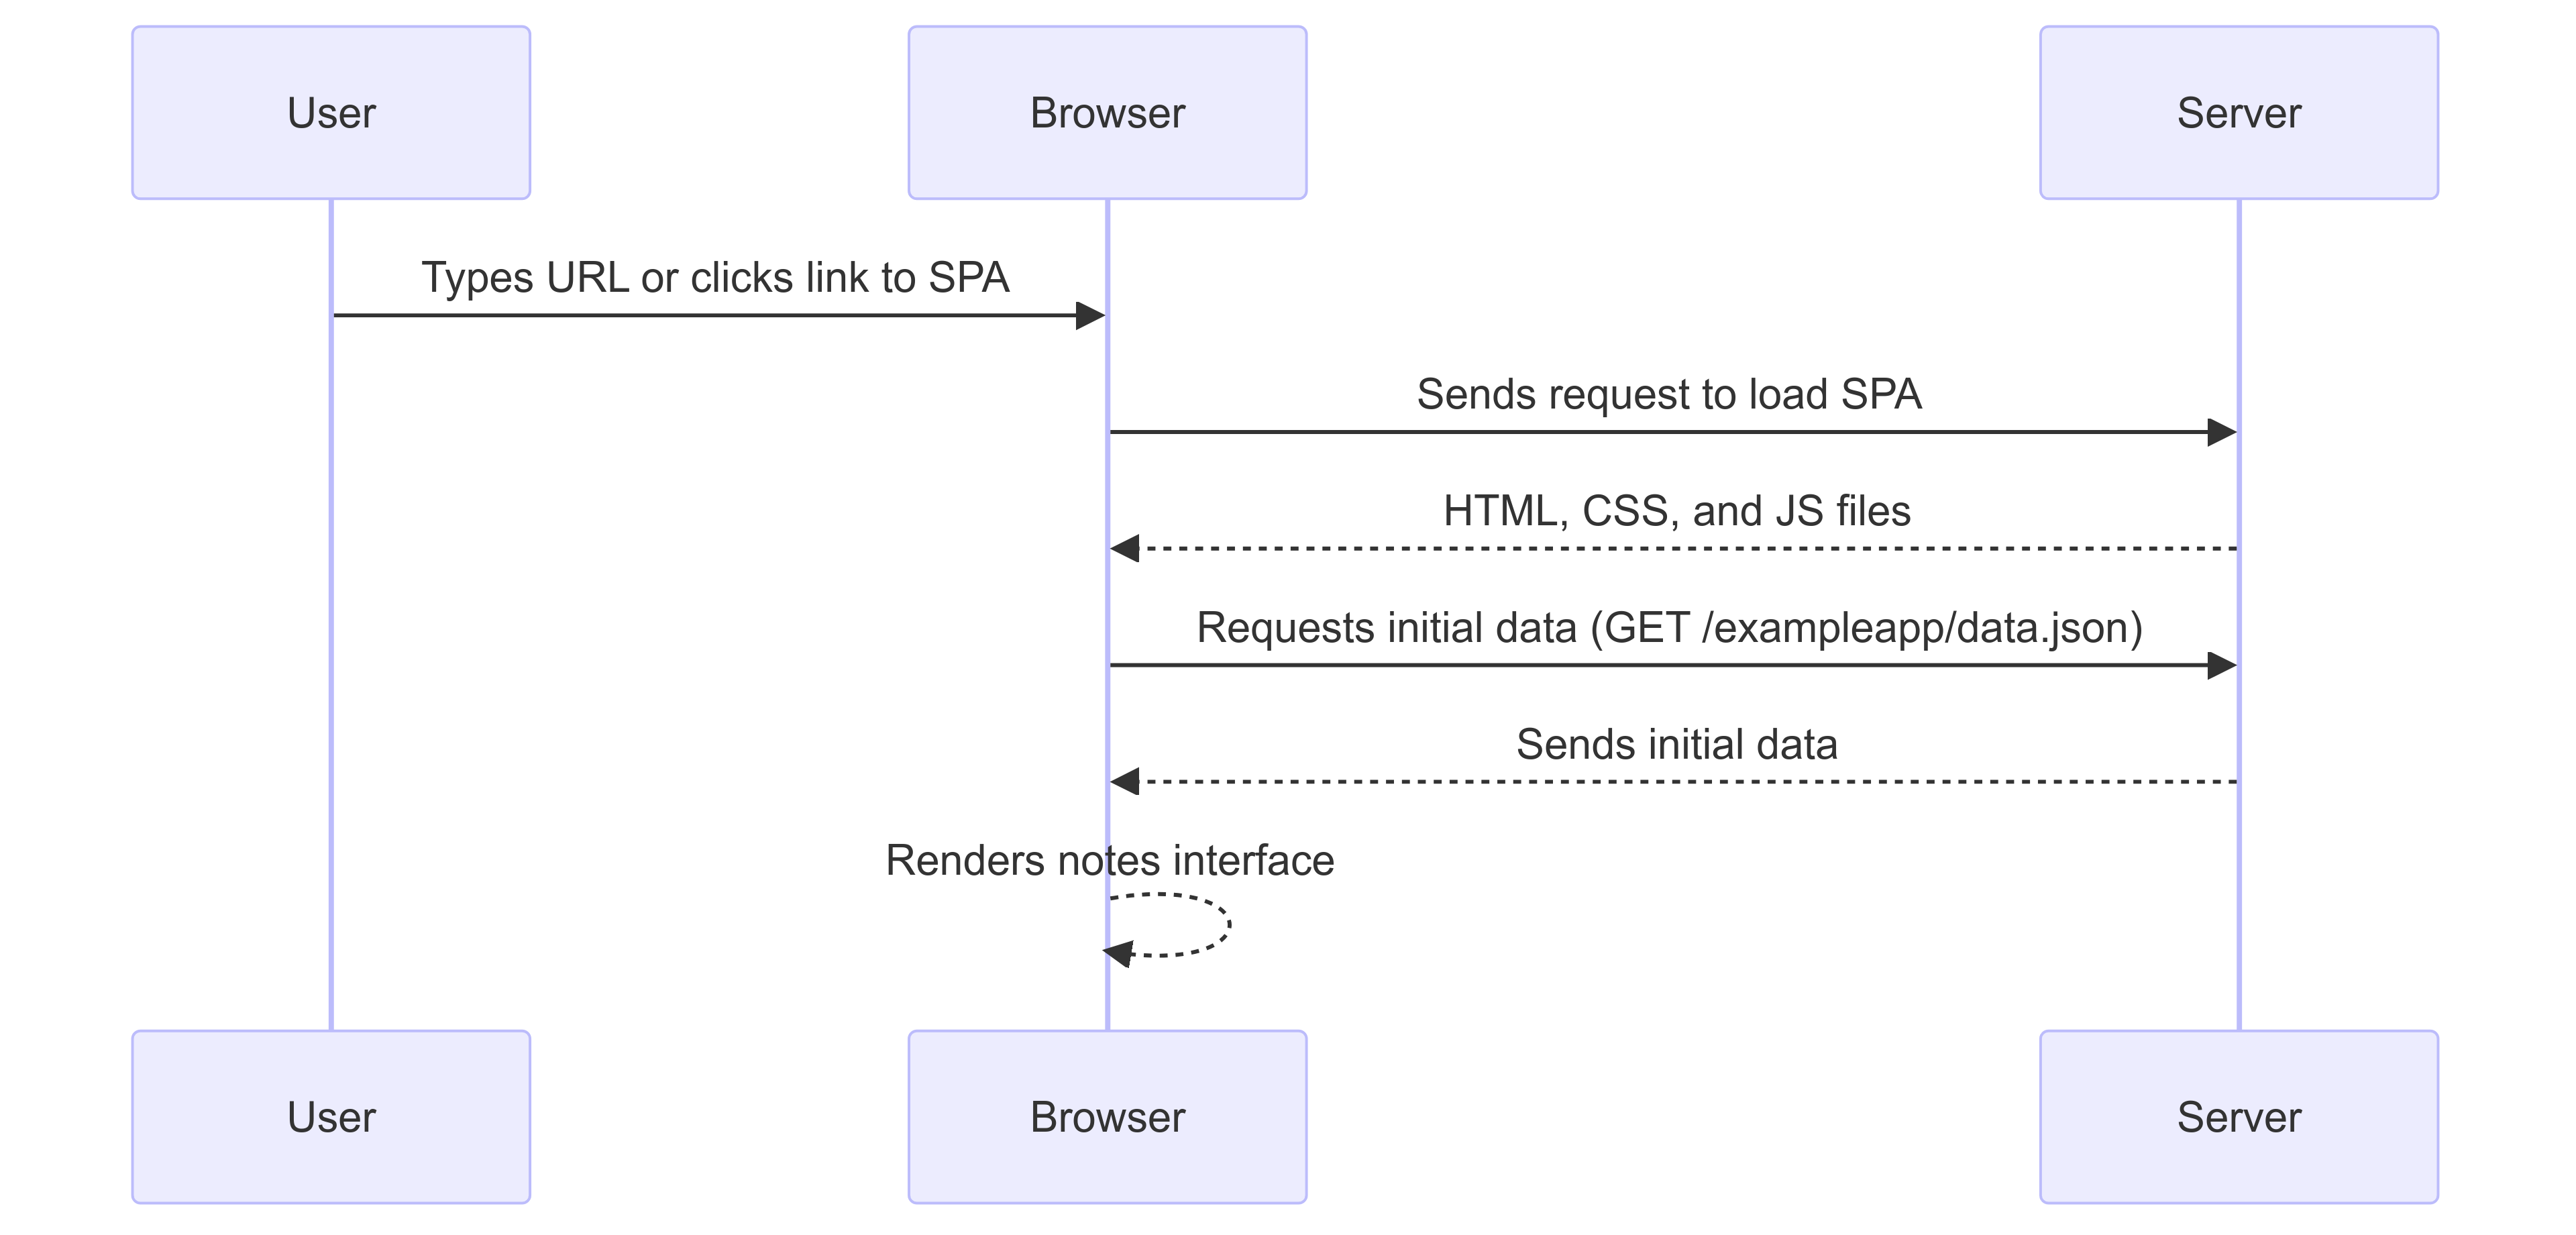 User
Browser
Server
Types URL or clicks link to SPA
Sends request to load SPA
HTML, CSS, and JS files
Requests initial data (GET /exampleapp/data.json)
Sends initial data
Renders notes interface
User
Browser
Server